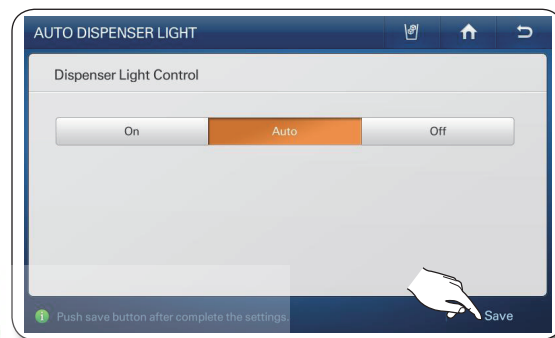 AUTO DISPENSER LIGHT
Dispenser Light Control
On Auto Off
Push save button after complete the settings.
Save